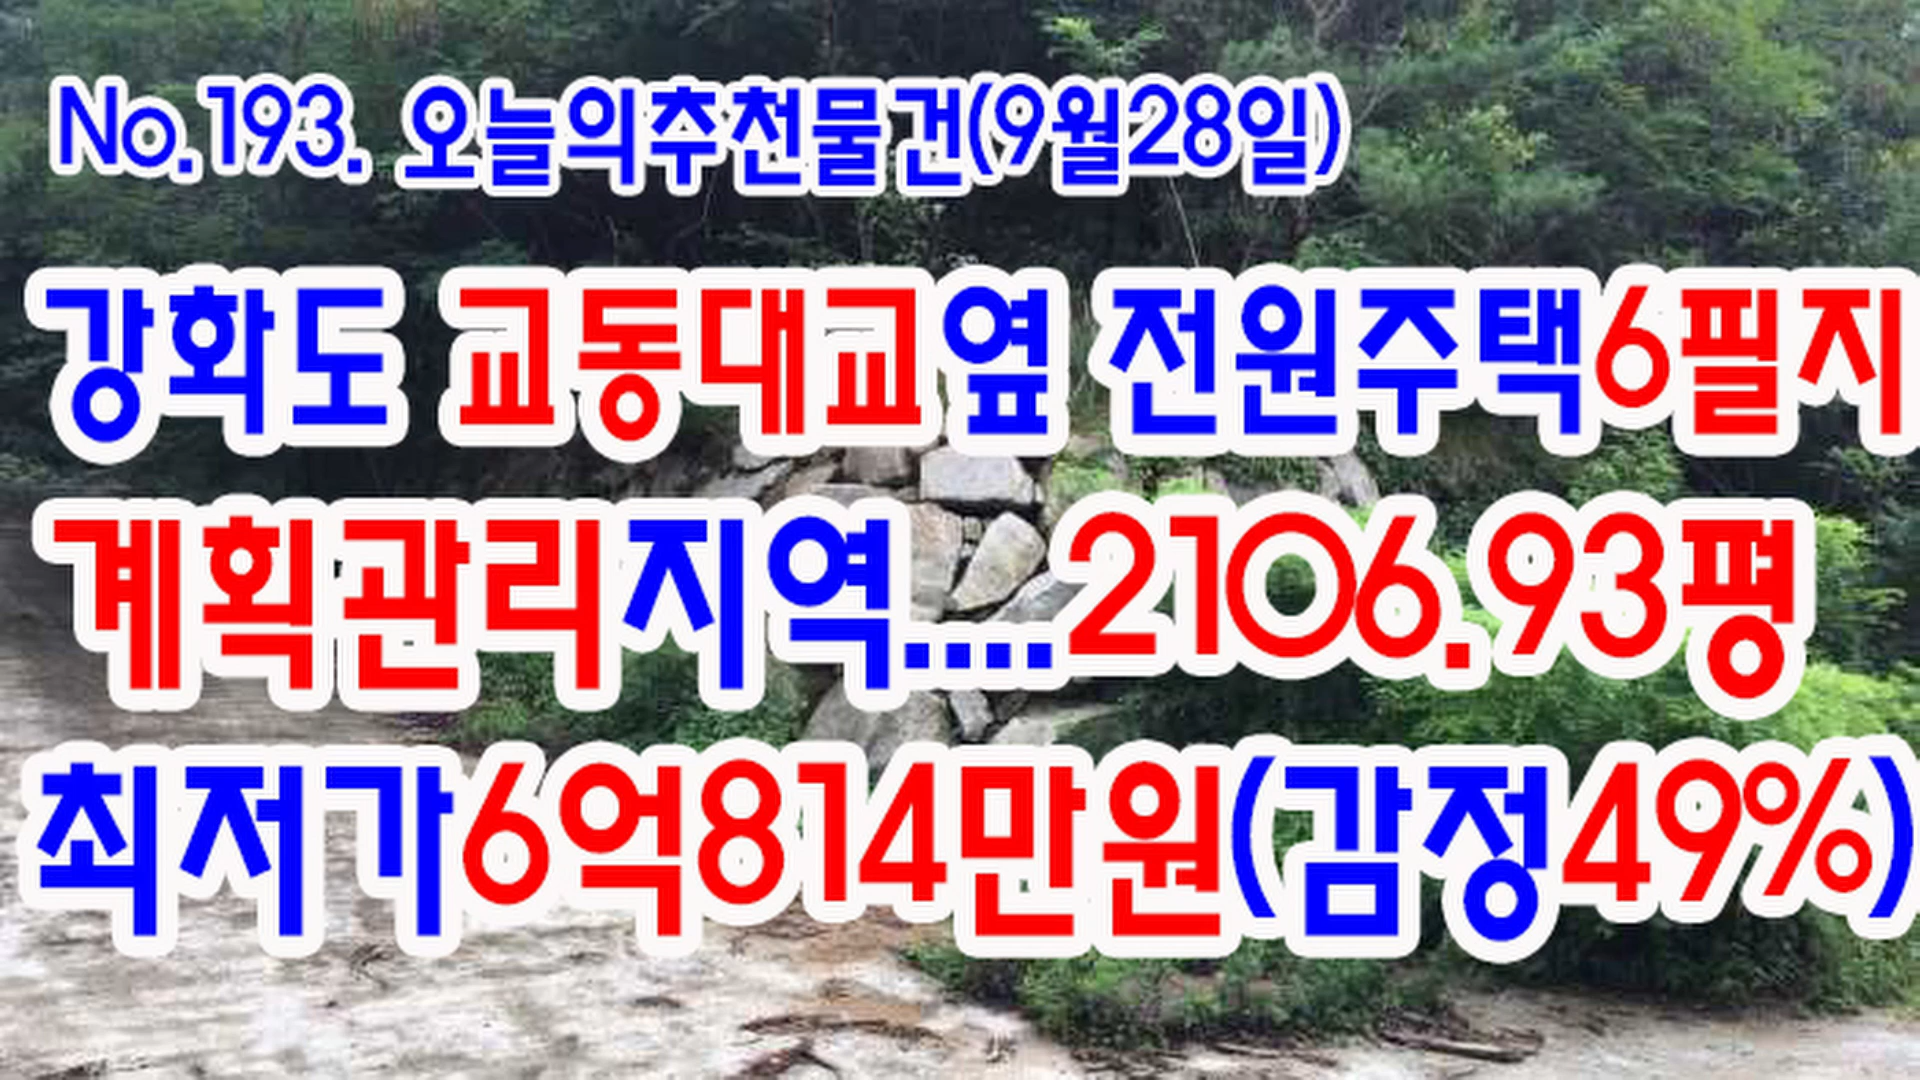 No.193. 오늘의추천물건(9월28일)
강화도 교동대교옆 전원주택6필지
계획관리지역....2106.93평
최저가6억814만원(감정49%)